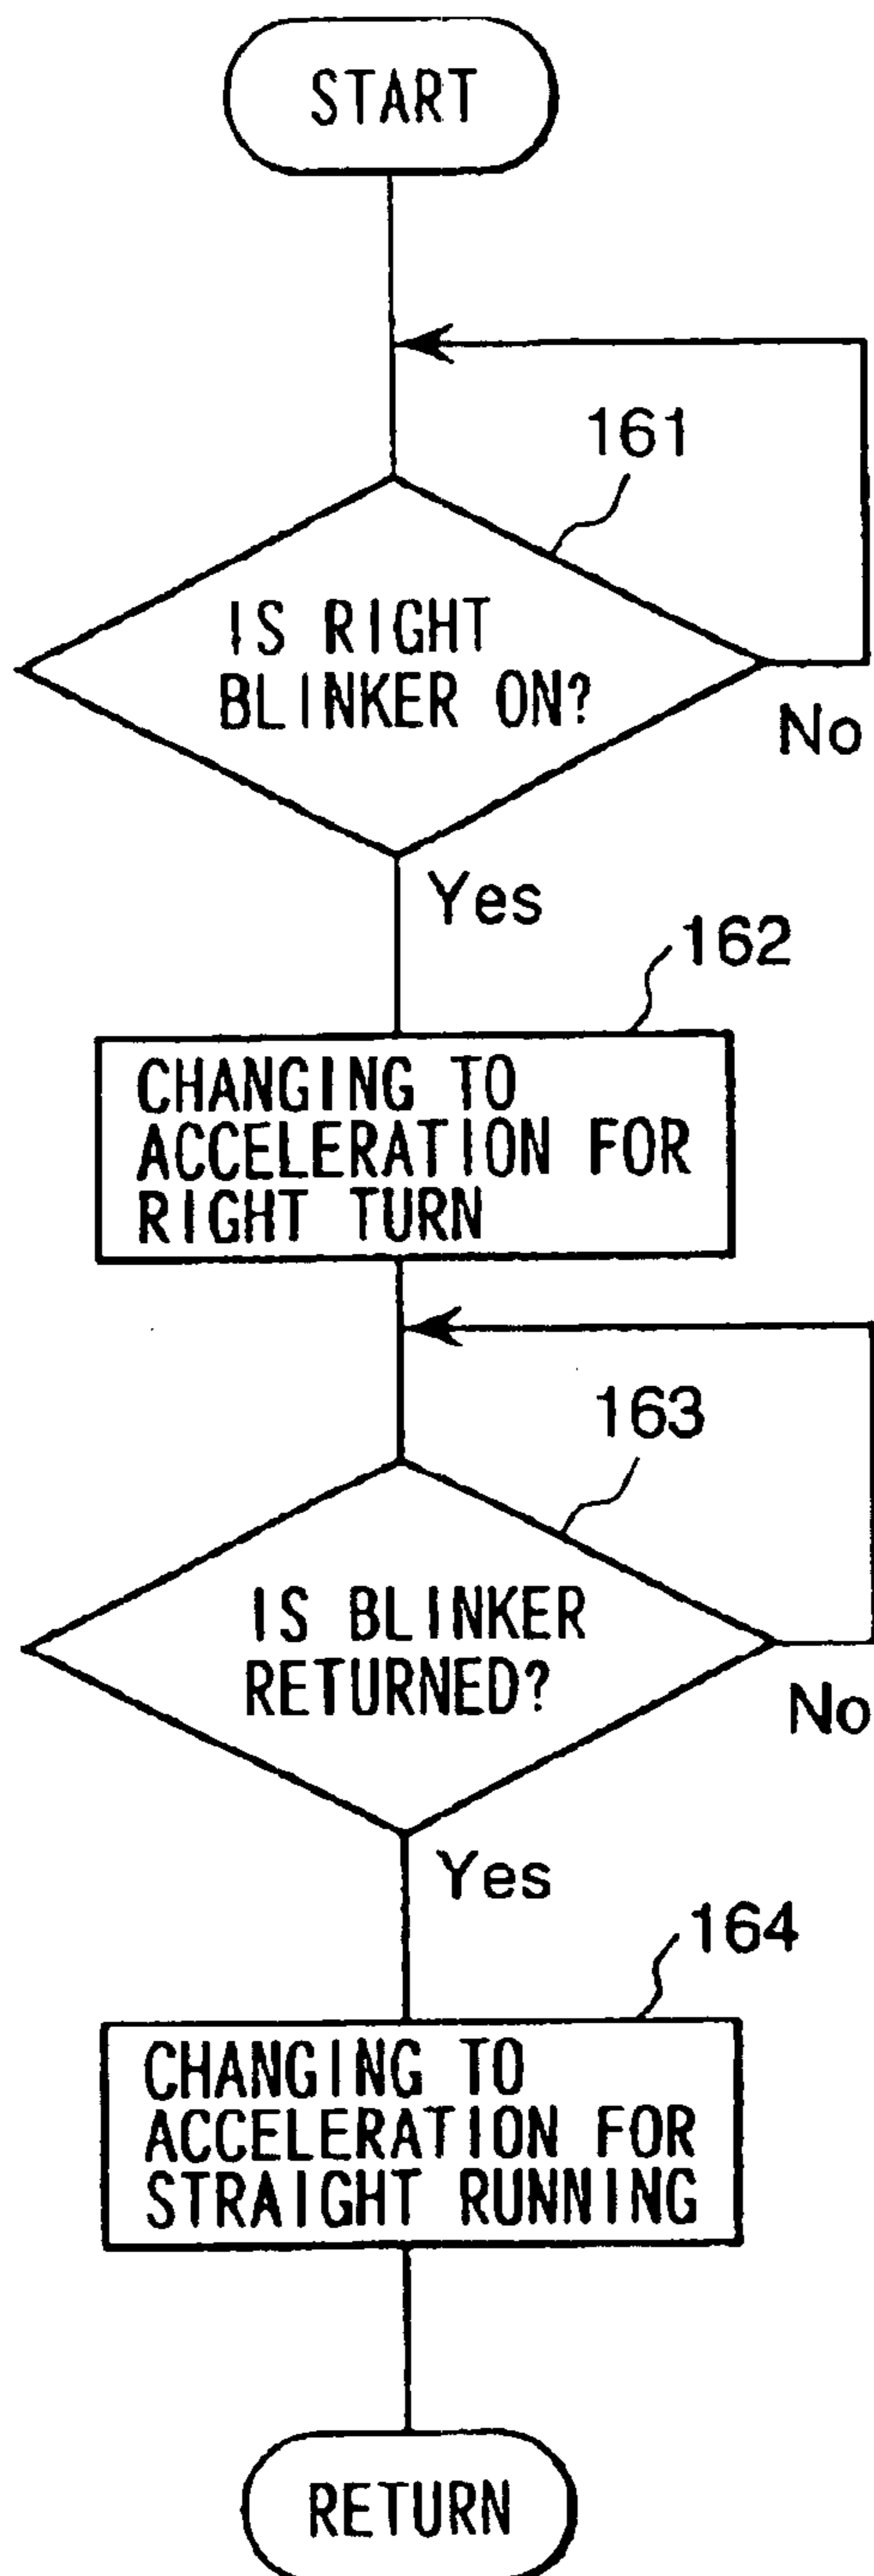 START
161
IS RIGHT
BLINKER ON?
No
Yes
162
CHANGING TO
ACCELERATION FOR
RIGHT TURN
163
IS BLINKER
RETURNED?
No
Yes
164
CHANGING TO
ACCELERATION FOR
STRAIGHT RUNNING
RETURN